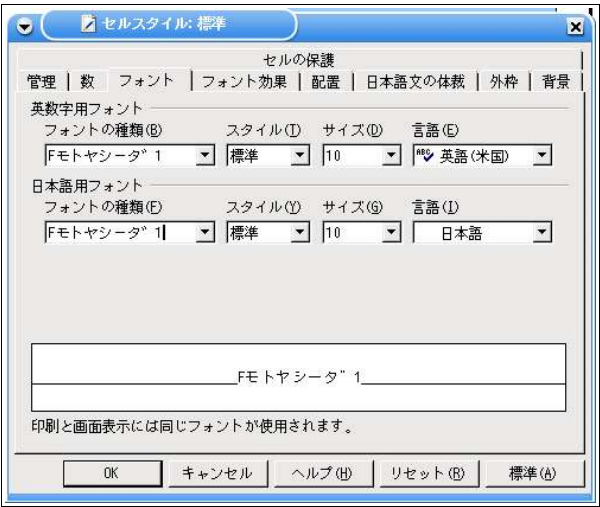 セルスタイル: 標準
セルの保護
管理 数 フォント フォント効果 配置 日本語文の体裁 外枠 背景
英数字用フォント
フォントの種類(B) スタイル(T) サイズ(D) 言語(E)
Fモトヤシータ゛1 標準 10 ABC 英語(米国)
日本語用フォント
フォントの種類(F) スタイル(Y) サイズ(G) 言語(I)
Fモトヤシータ゛1 標準 10 日本語
Fモトヤシータ゛1
印刷と画面表示には同じフォントが使用されます。
OK キャンセル ヘルプ(H) リセット(R) 標準(A)